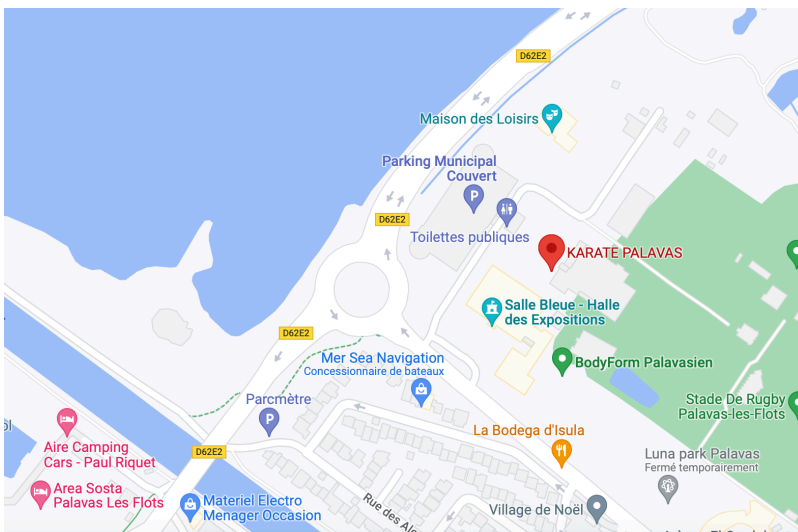 D62E2
Maison des Loisirs
Parking Municipal
Couvert
P
D62E2
Toilettes publiques
KARATE PALAVAS
Salle Bleue - Halle
des Expositions
D62E2
Mer Sea Navigation
Concessionnaire de bateaux
BodyForm Palavasien
Parcmètre
P
Stade De Rugby
Palavas-les-Flots
La Bodega d'Isula
Aire Camping
Cars - Paul Riquet
D62E2
Luna park Palavas
Fermé temporairement
Area Sosta
Palavas Les Flots
Materiel Electro
Menager Occasion
Rue des
Village de Noël